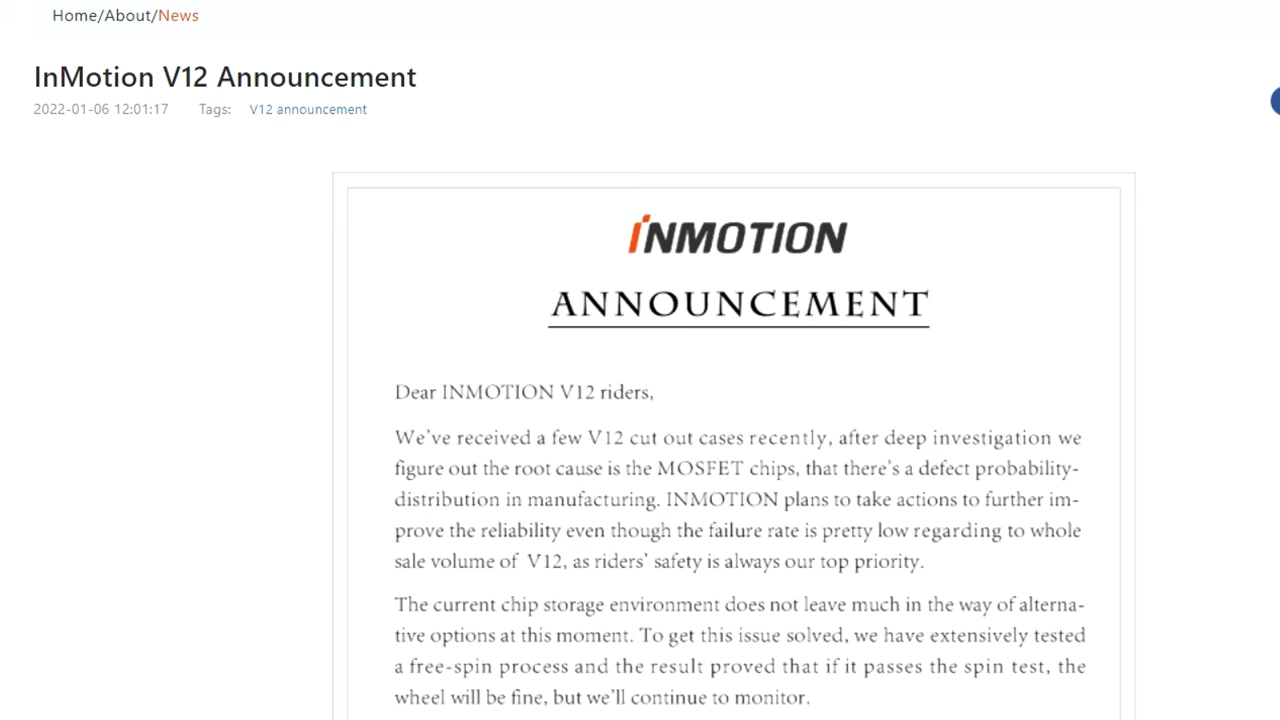 Home/About/News
InMotion V12 Announcement
2022-01-06 12:01:17 Tags: V12 announcement
INMOTION
ANNOUNCEMENT
Dear INMOTION V12 riders,
We've received a few V12 cut out cases recently, after deep investigation we
figure out the root cause is the MOSFET chips, that there's a defect probability-
distribution in manufacturing. INMOTION plans to take actions to further im-
prove the reliability even though the failure rate is pretty low regarding to whole
sale volume of V12, as riders' safety is always our top priority.
The current chip storage environment does not leave much in the way of alterna-
tive options at this moment. To get this issue solved, we have extensively tested
a free-spin process and the result proved that if it passes the spin test, the
wheel will be fine, but we'll continue to monitor.